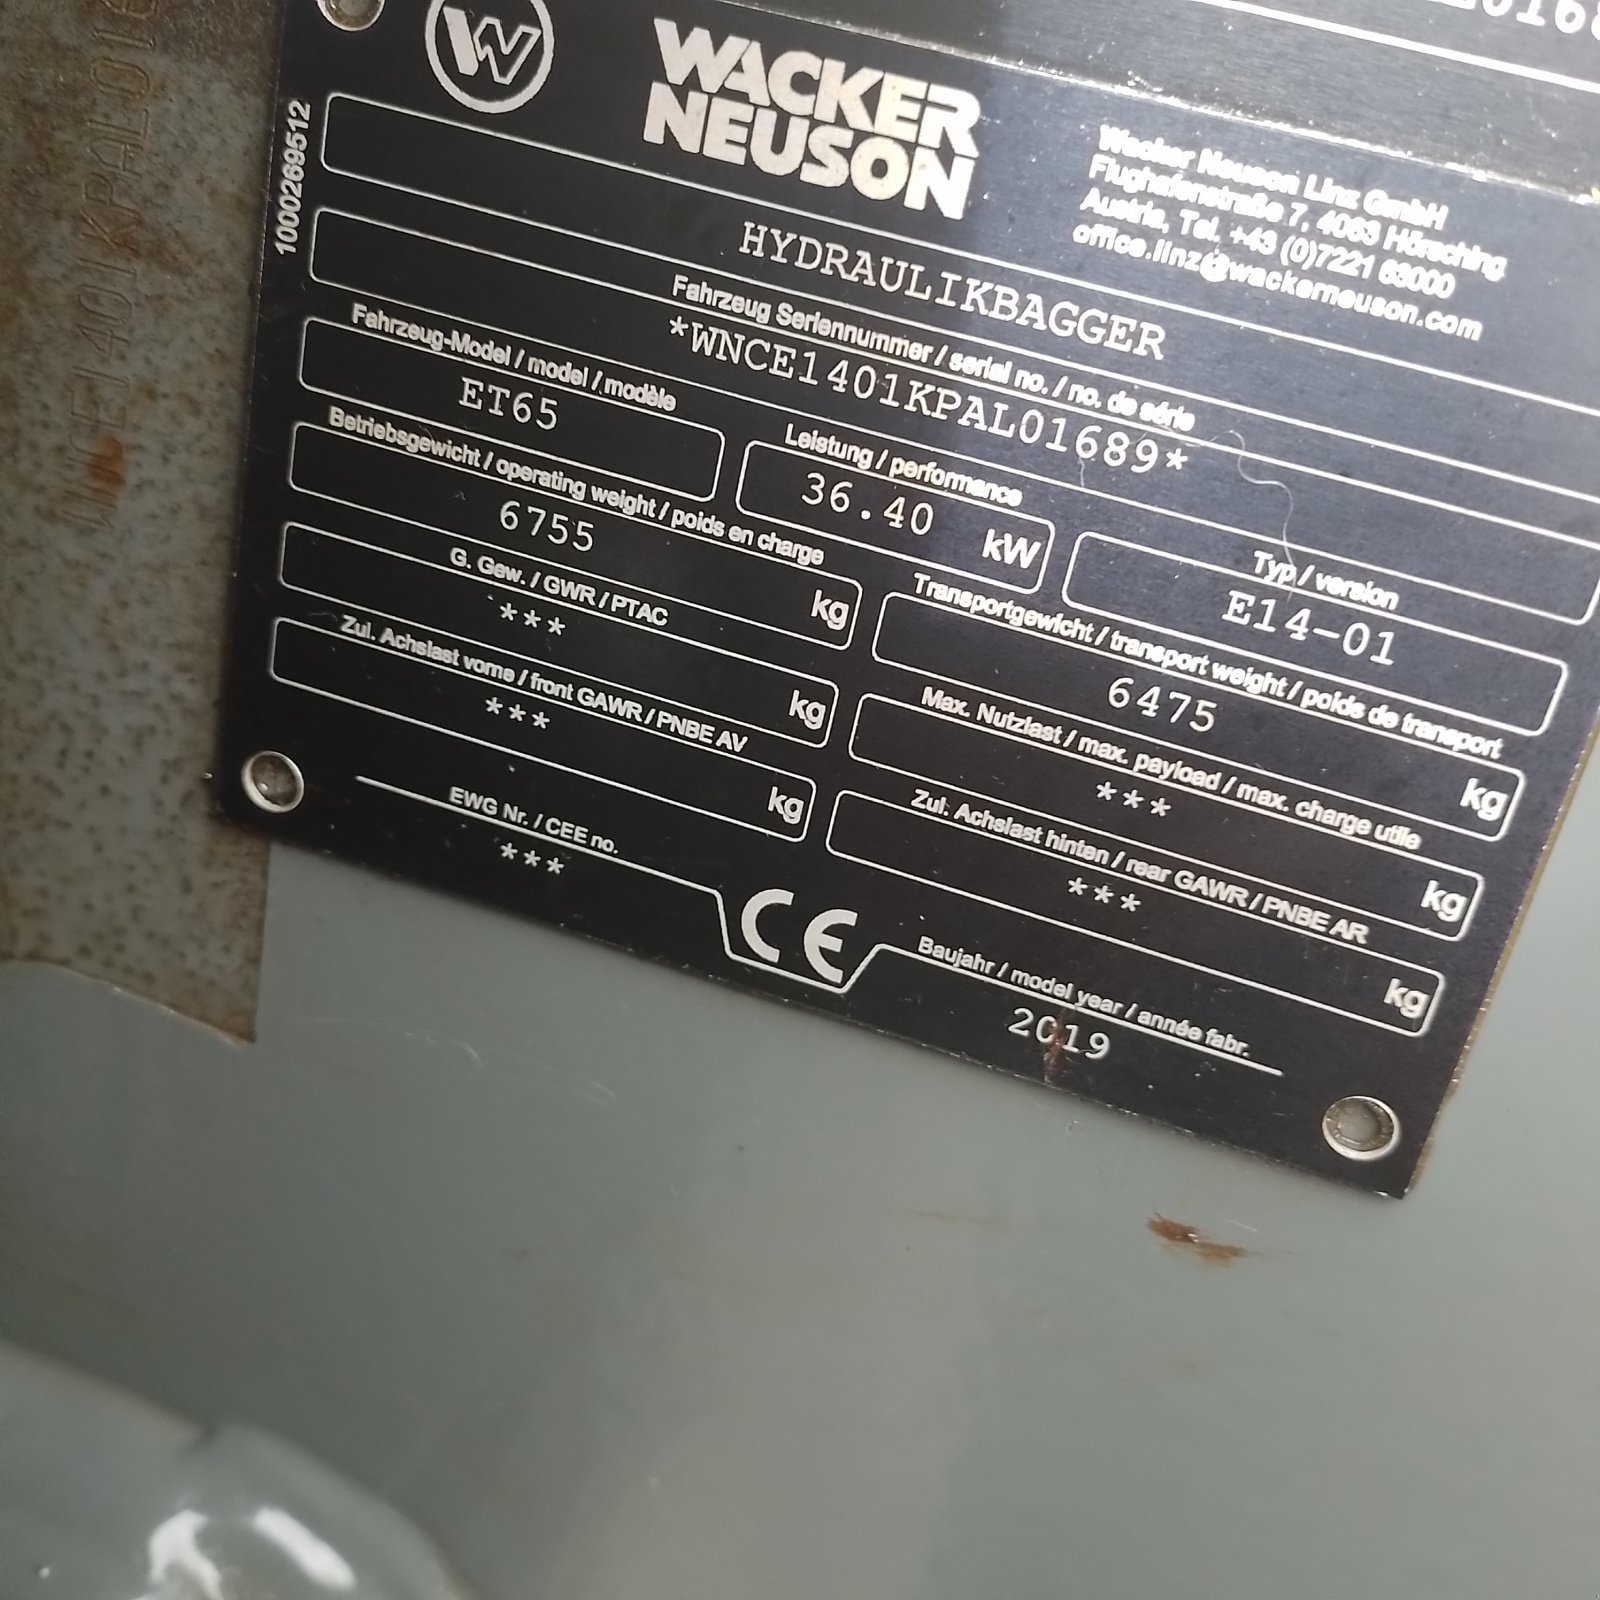 WACKER
NEUSON
Wacker Neuson Linz GmbH
Flughafenstraße 7, 4063 Hörsching
Austria, Tel. +43 (0)7221 63000
office.linz@wackerneuson.com
1000269512
HYDRAULIKBAGGER
Fahrzeug Seriennummer / serial no. / no. de série
*WNCE1401KPAL01689*
Fahrzeug-Model / model / modèle
ET65
Leistung / performance
36.40 kW
Typ / version
E14-01
Betriebsgewicht / operating weight / poids en charge
6755 kg
Transportgewicht / transport weight / poids de transport
6475 kg
G. Gew. / GWR / PTAC
*** kg
Max. Nutzlast / max. payload / max. charge utile
*** kg
Zul. Achslast vorne / front GAWR / PNBE AV
*** kg
Zul. Achslast hinten / rear GAWR / PNBE AR
*** kg
EWG Nr. / CEE no.
***
CE
Baujahr / model year / année fabr.
2019